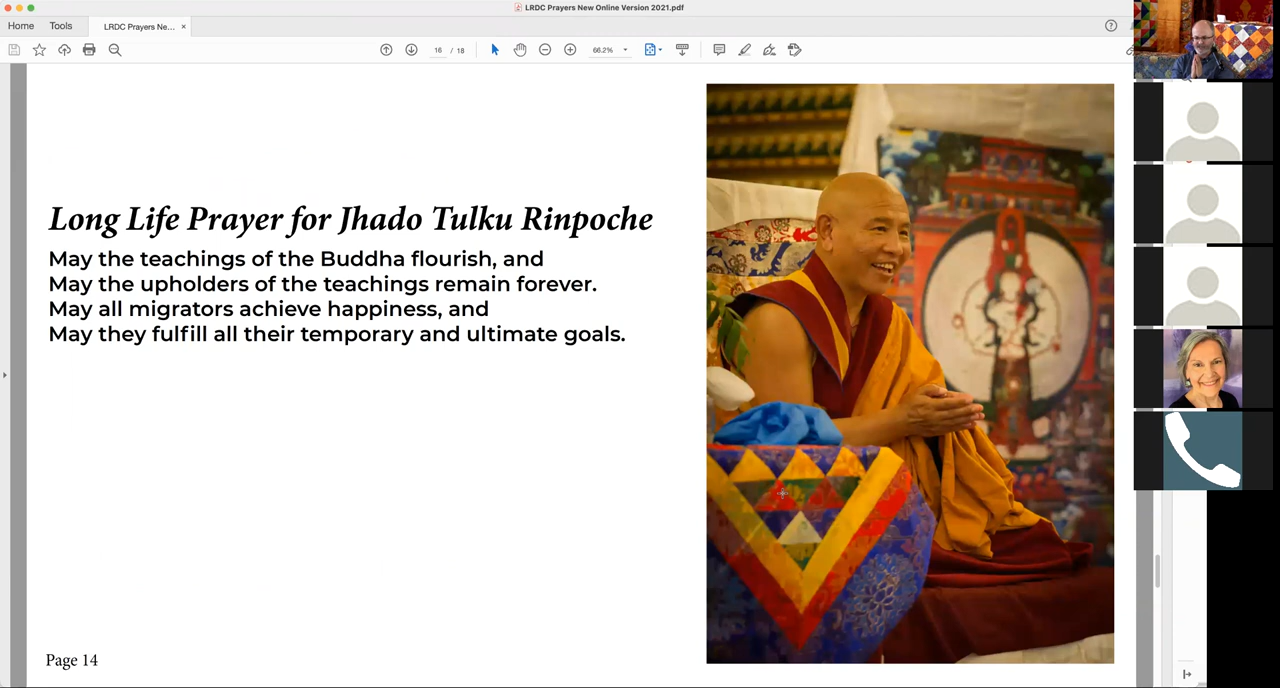 LRDC Prayers New Online Version 2021.pdf
Home Tools LRDC Prayers Ne... ×
16 / 18 66.2%
Long Life Prayer for Jhado Tulku Rinpoche
May the teachings of the Buddha flourish, and
May the upholders of the teachings remain forever.
May all migrators achieve happiness, and
May they fulfill all their temporary and ultimate goals.
Page 14